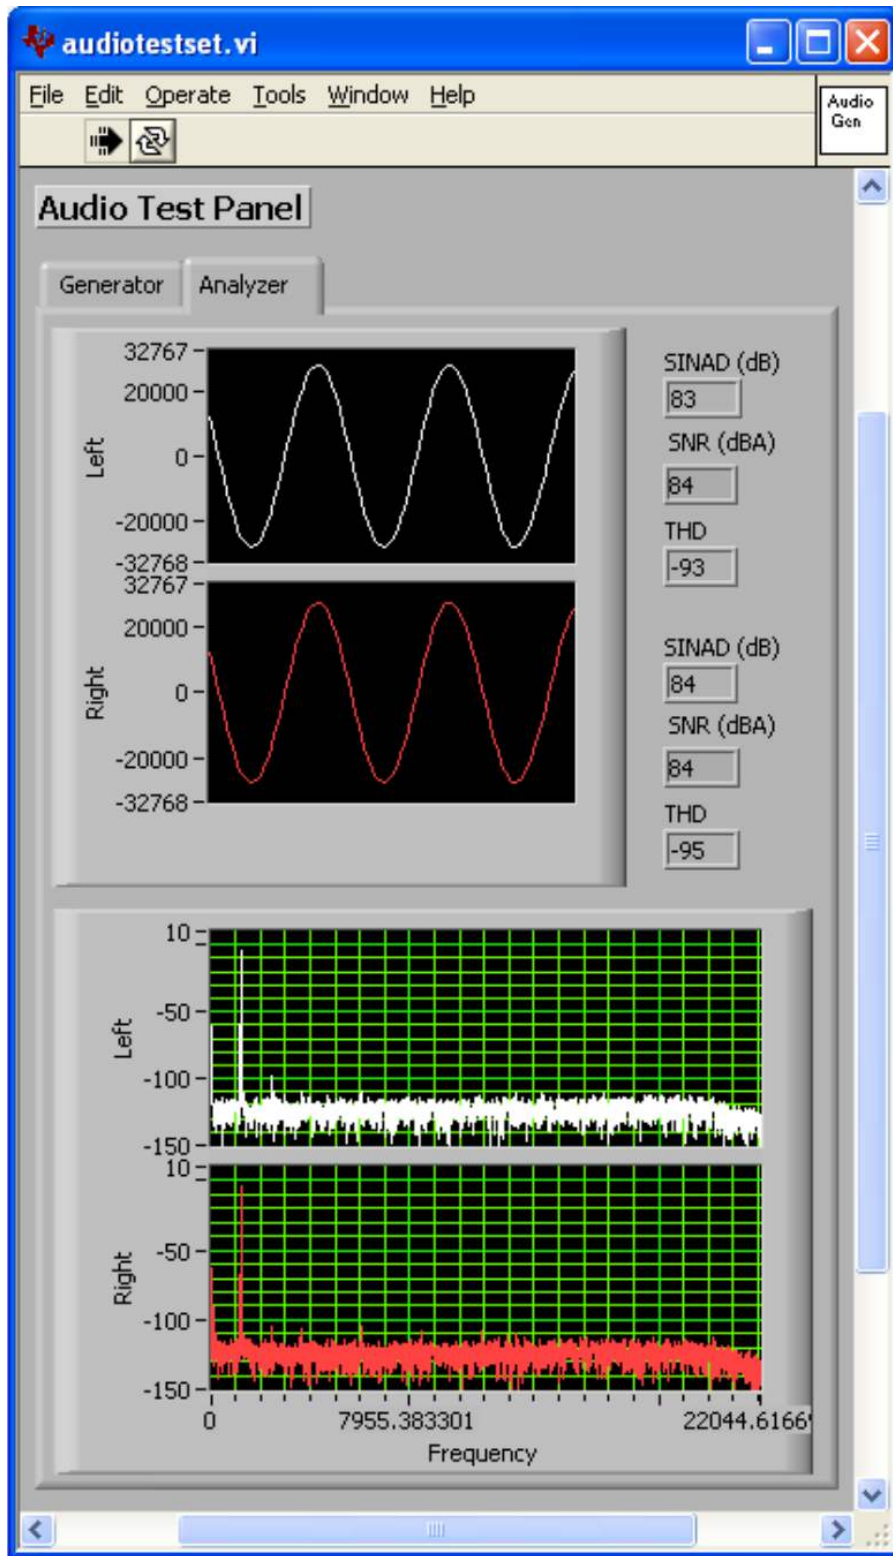 audiotestset.vi
File Edit Operate Tools Window Help
Audio
Gen
Audio Test Panel
Generator Analyzer
32767
20000
0
-20000
-32768
Left
32767
20000
0
-20000
-32768
Right
SINAD (dB)
83
SNR (dBA)
84
THD
-93
SINAD (dB)
84
SNR (dBA)
84
THD
-95
10
-50
-100
-150
Left
10
-50
-100
-150
Right
0 7955.383301 22044.6166
Frequency